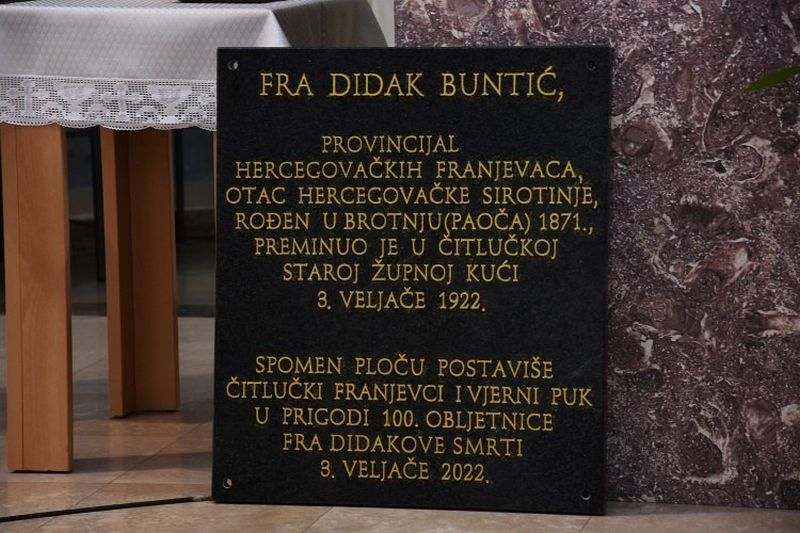 FRA DIDAK BUNTIĆ,
PROVINCIJAL
HERCEGOVAČKIH FRANJEVACA,
OTAC HERCEGOVAČKE SIROTINJE,
ROĐEN U BROTNJU(PAOČA) 1871.,
PREMINUO JE U ČITLUČKOJ
STAROJ ŽUPNOJ KUĆI
3. VELJAČE 1922.
SPOMEN PLOČU POSTAVIŠE
ČITLUČKI FRANJEVCI I VJERNI PUK
U PRIGODI 100. OBLJETNICE
FRA DIDAKOVE SMRTI
3. VELJAČE 2022.